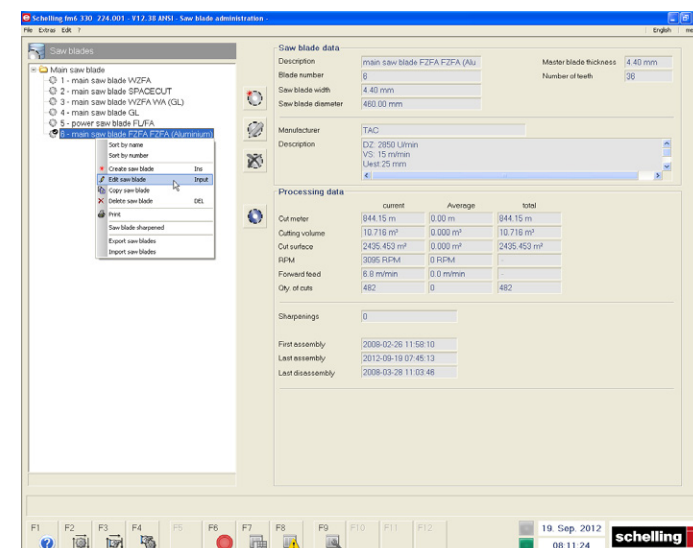 Schelling fm6 330 224.001 - V12.38 ANSI - Saw blade administration -
File Extras Edit ?
English
Saw blades
Main saw blade
1 - main saw blade WZFA
2 - main saw blade SPACECUT
3 - main saw blade WZFA WA (GL)
4 - main saw blade GL
5 - power saw blade FL/FA
6 - main saw blade FZFA FZFA (Aluminium)
Sort by name
Sort by number
Create saw blade Ins
Edit saw blade Input
Copy saw blade
Delete saw blade DEL
Print
Saw blade sharpened
Export saw blades
Import saw blades
Saw blade data
Description main saw blade FZFA FZFA (Alu Master blade thickness 4.40 mm
Blade number 6 Number of teeth 36
Saw blade width 4.40 mm
Saw blade diameter 460.00 mm
Manufacturer TAC
Description DZ: 2850 U/min
VS: 15 m/min
Uest:25 mm
Processing data
current Average total
Cut meter 844.15 m 0.00 m 844.15 m
Cutting volume 10.716 m³ 0.000 m³ 10.716 m³
Cut surface 2435.453 m² 0.000 m² 2435.453 m²
RPM 3095 RPM 0 RPM -
Forward feed 6.8 m/min 0.0 m/min -
Qty. of cuts 482 0 482
Sharpenings 0
First assembly 2008-02-26 11:58:10
Last assembly 2012-09-19 07:45:13
Last disassembly 2008-03-28 11:03:46
F1 F2 F3 F4 F5 F6 F7 F8 F9 F10 F11 F12
19. Sep. 2012
08:11:24
schelling